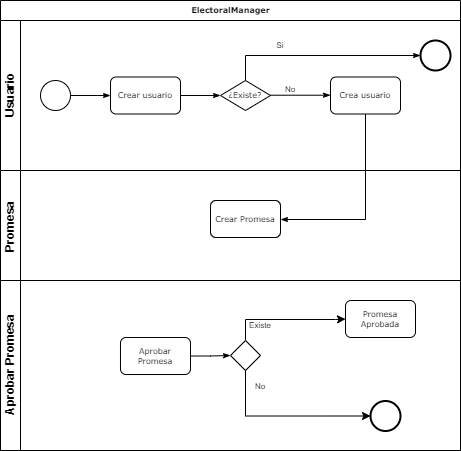 ElectoralManager
Usuario
Si
Crear usuario
¿Existe?
No
Crea usuario
Promesa
Crear Promesa
Aprobar Promesa
Existe
Promesa
Aprobada
Aprobar
Promesa
No